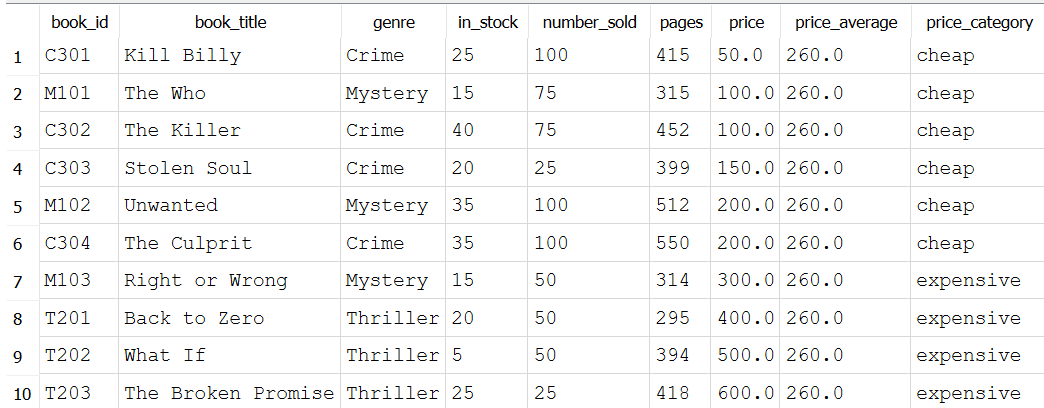 book_id book_title genre in_stock number_sold pages price price_average price_category
1 C301 Kill Billy Crime 25 100 415 50.0 260.0 cheap
2 M101 The Who Mystery 15 75 315 100.0 260.0 cheap
3 C302 The Killer Crime 40 75 452 100.0 260.0 cheap
4 C303 Stolen Soul Crime 20 25 399 150.0 260.0 cheap
5 M102 Unwanted Mystery 35 100 512 200.0 260.0 cheap
6 C304 The Culprit Crime 35 100 550 200.0 260.0 cheap
7 M103 Right or Wrong Mystery 15 50 314 300.0 260.0 expensive
8 T201 Back to Zero Thriller 20 50 295 400.0 260.0 expensive
9 T202 What If Thriller 5 50 394 500.0 260.0 expensive
10 T203 The Broken Promise Thriller 25 25 418 600.0 260.0 expensive